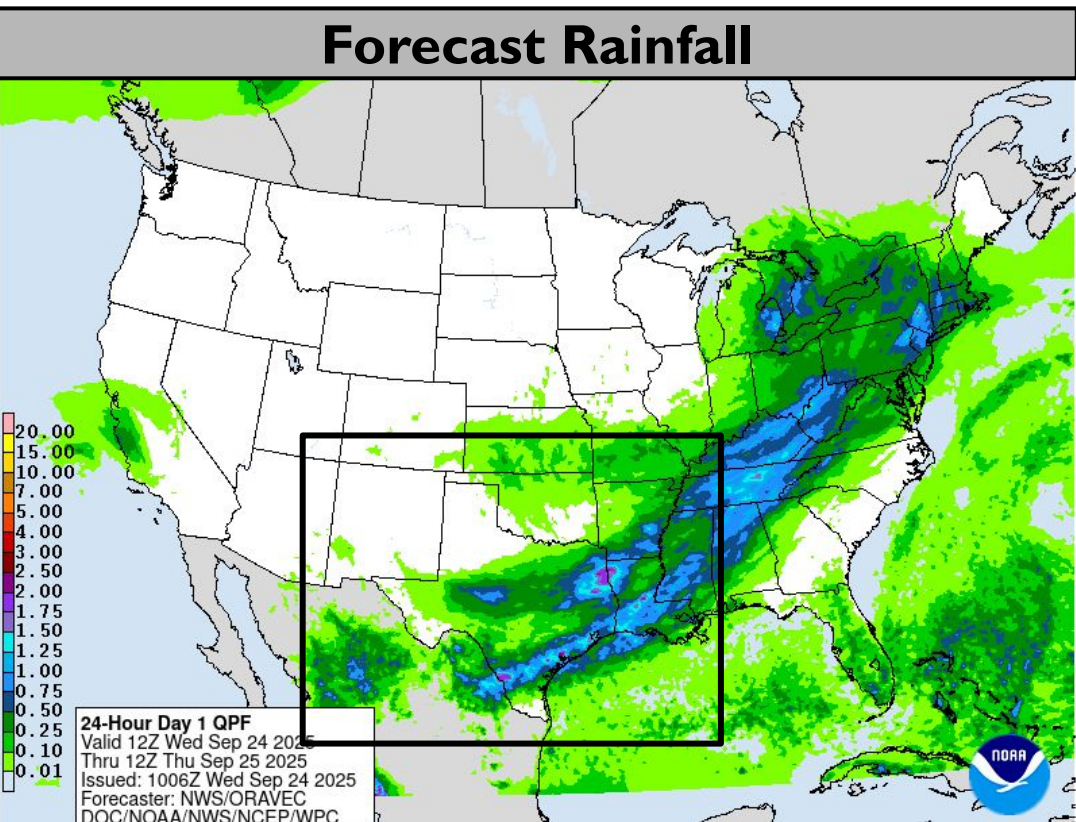 Forecast Rainfall
20.00
15.00
10.00
7.00
5.00
4.00
3.00
2.50
2.00
1.75
1.50
1.25
1.00
0.75
0.50
0.25
0.10
0.01
24-Hour Day 1 QPF
Valid 12Z Wed Sep 24 2025
Thru 12Z Thu Sep 25 2025
Issued: 1006Z Wed Sep 24 2025
Forecaster: NWS/ORAVEC
DOC/NOAA/NWS/NCEP/WPC
NOAA